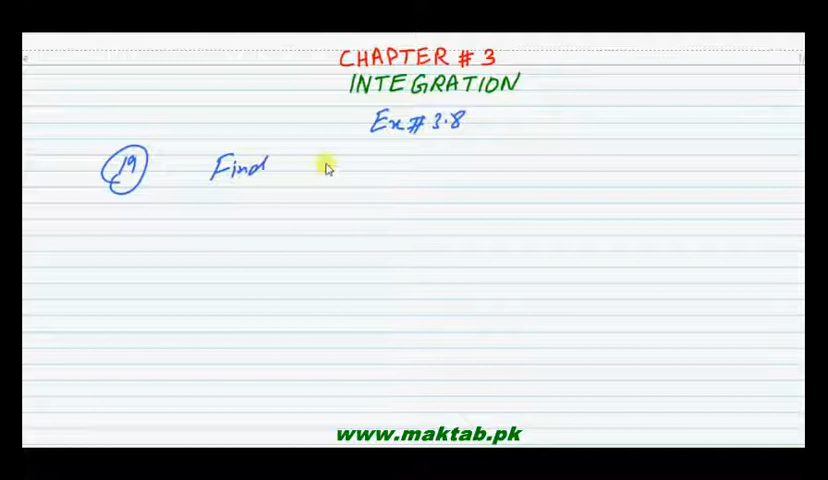 CHAPTER # 3
INTEGRATION
Ex# 3.8
19 Find
www.maktab.pk